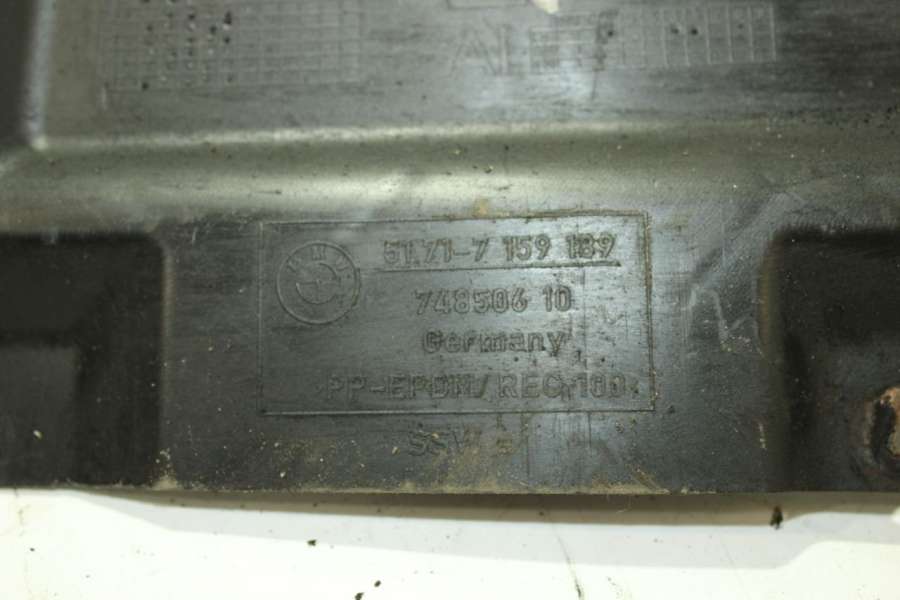 51.71-7 159 189
748506 10
Germany
>PP-EPDM/REC 100<